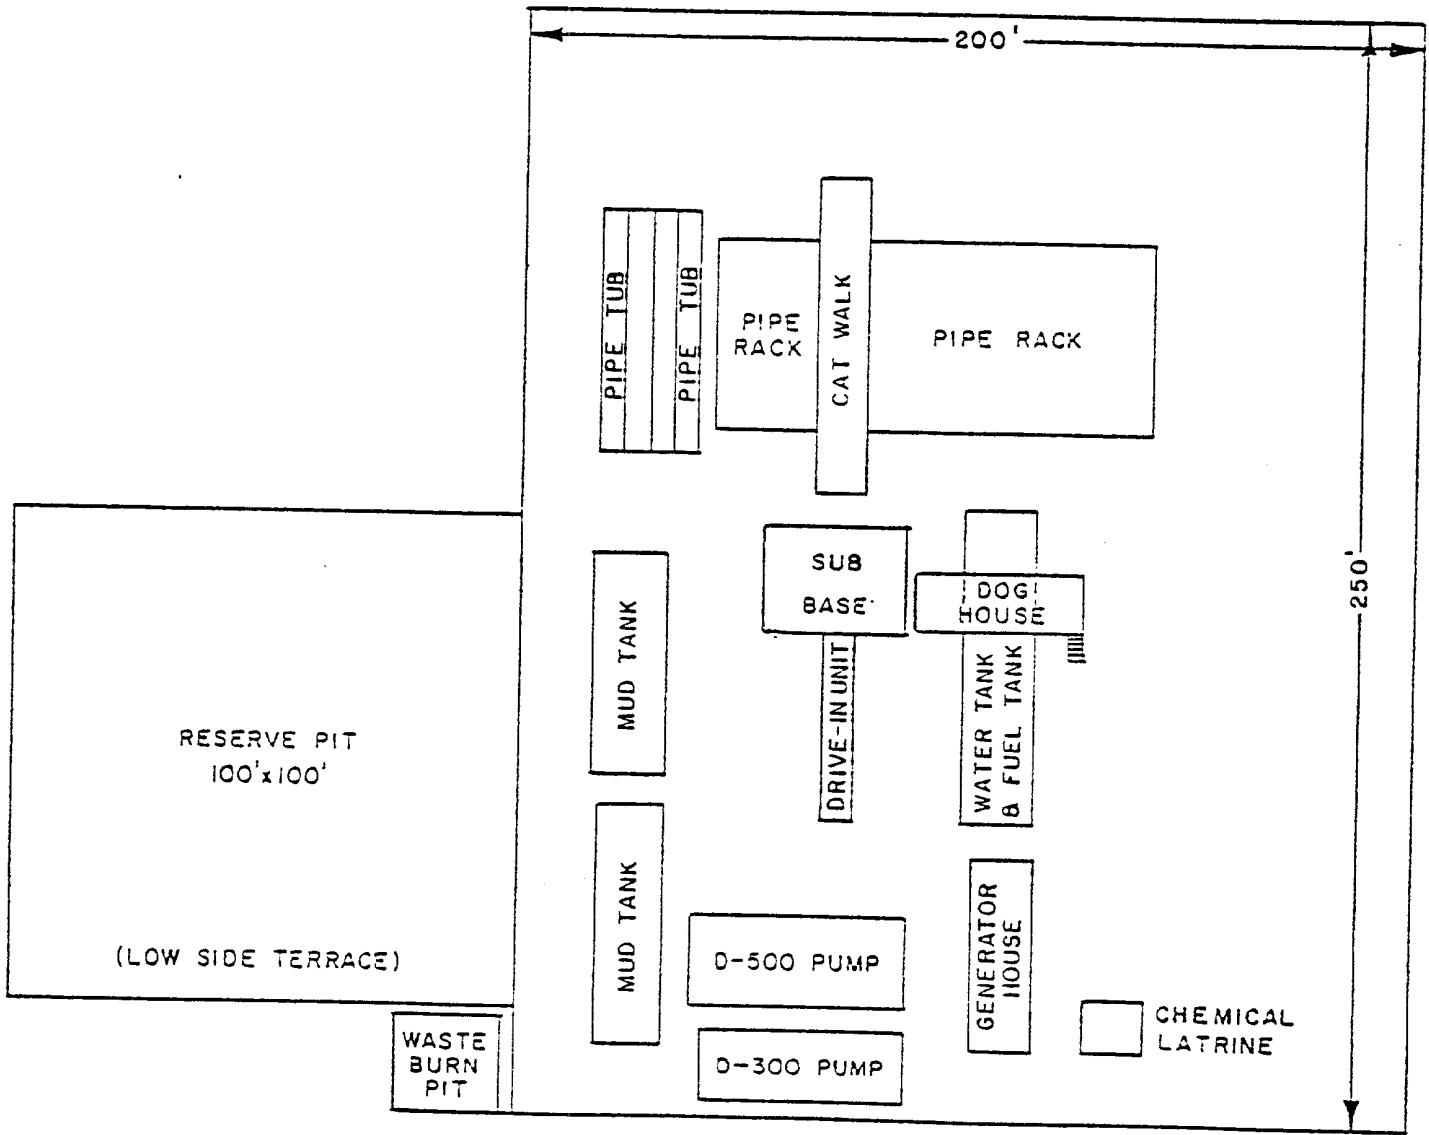 200'
PIPE TUB
PIPE TUB
PIPE
RACK
CAT WALK
PIPE RACK
250'
SUB
BASE
DOG
HOUSE
MUD TANK
DRIVE-IN UNIT
WATER TANK
& FUEL TANK
RESERVE PIT
100'x100'
(LOW SIDE TERRACE)
MUD TANK
D-500 PUMP
GENERATOR
HOUSE
CHEMICAL
LATRINE
WASTE
BURN
PIT
D-300 PUMP